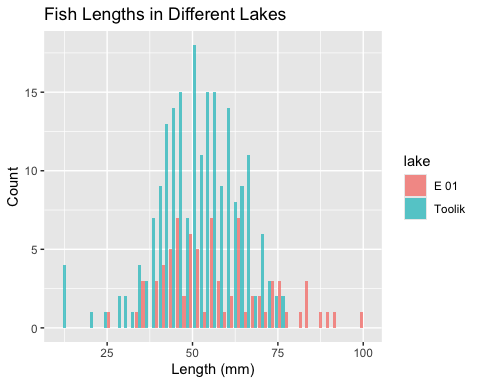 Fish Lengths in Different Lakes
15
10
5
0
Count
25 50 75 100
Length (mm)
lake
E 01
Toolik